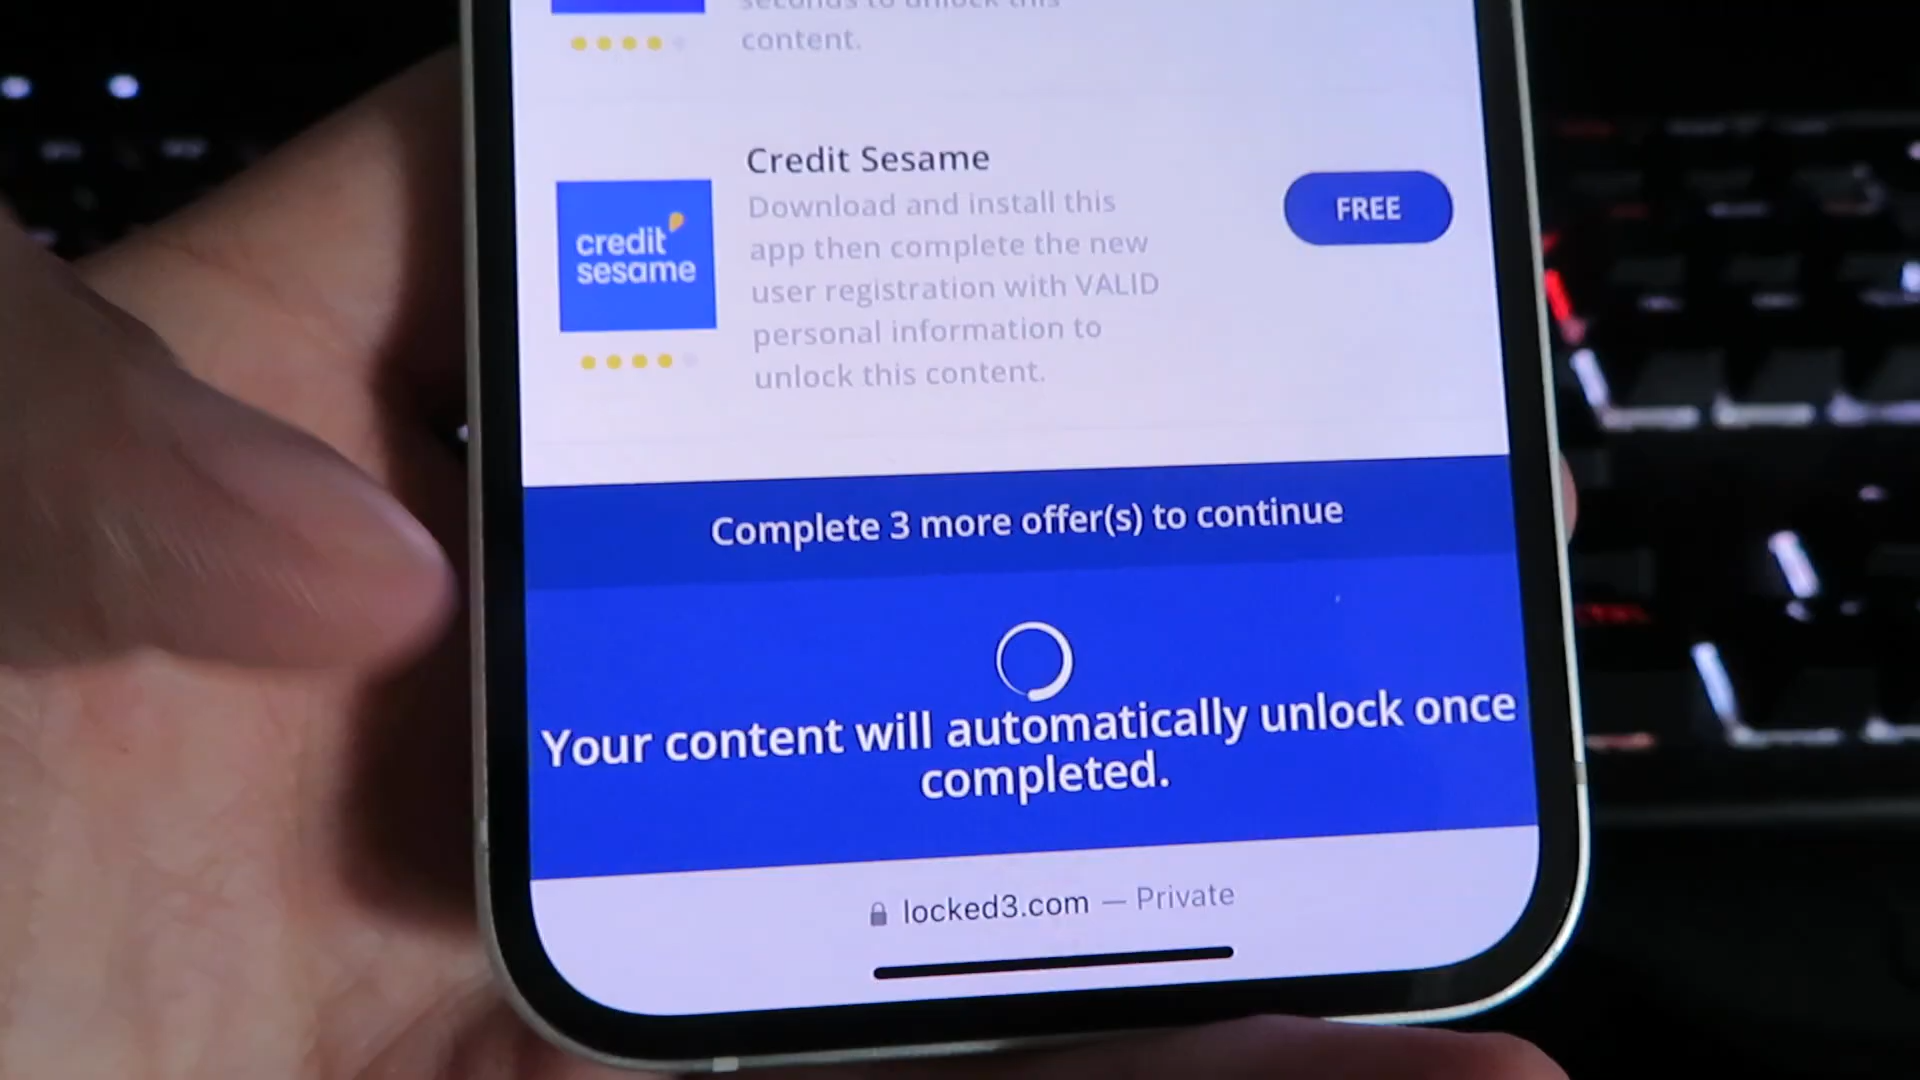 seconds to unlock this
content.
Credit Sesame
Download and install this
app then complete the new
user registration with VALID
personal information to
unlock this content.
FREE
credit
sesame
Complete 3 more offer(s) to continue
Your content will automatically unlock once
completed.
locked3.com — Private